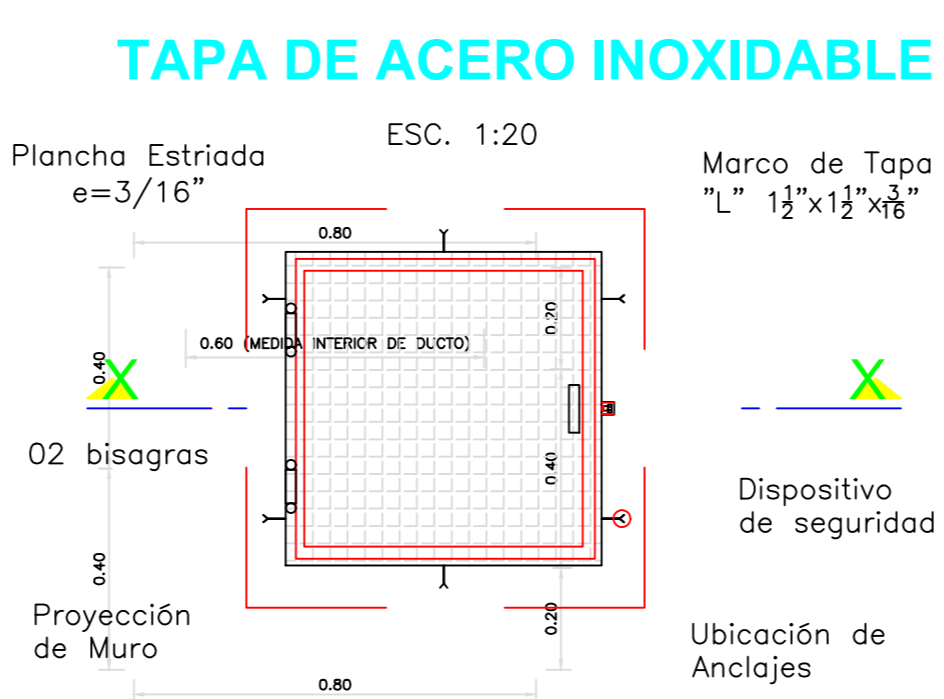 TAPA DE ACERO INOXIDABLE
ESC. 1:20
Plancha Estriada
e=3/16"
Marco de Tapa
"L" 1½"x1½"x3/16"
0.80
0.20
0.60 (MEDIDA INTERIOR DE DUCTO)
0.40
X
X
02 bisagras
0.40
Dispositivo
de seguridad
0.40
Proyección
de Muro
0.20
Ubicación de
Anclajes
0.80